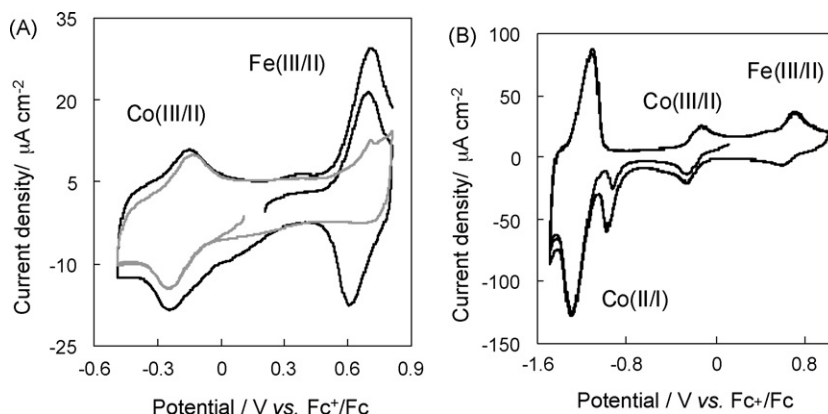 (A)
35
20
5
-10
-25
Current density/ μA cm-2
Co(III/II)
Fe(III/II)
-0.6 -0.3 0 0.3 0.6 0.9
Potential / V vs. Fc+/Fc
(B)
100
50
0
-50
-100
-150
Current density/ μA cm-2
Co(III/II)
Fe(III/II)
Co(II/I)
-1.6 -0.8 0 0.8
Potential / V vs. Fc+/Fc